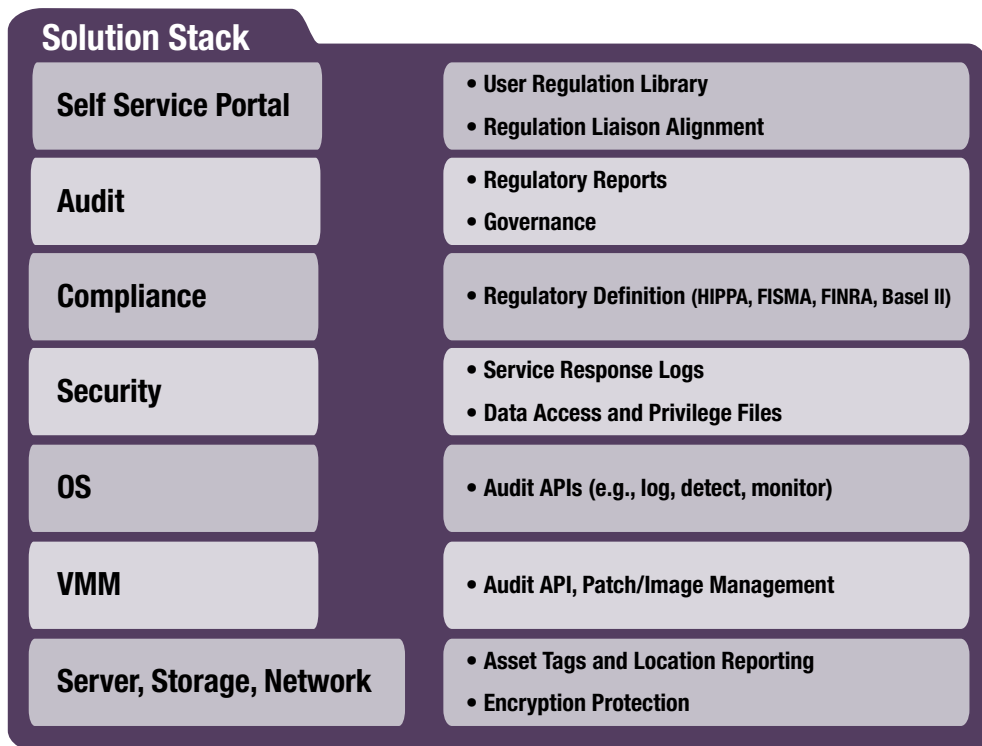 Solution Stack
Self Service Portal
• User Regulation Library
• Regulation Liaison Alignment
Audit
• Regulatory Reports
• Governance
Compliance
• Regulatory Definition (HIPPA, FISMA, FINRA, Basel II)
Security
• Service Response Logs
• Data Access and Privilege Files
OS
• Audit APIs (e.g., log, detect, monitor)
VMM
• Audit API, Patch/Image Management
Server, Storage, Network
• Asset Tags and Location Reporting
• Encryption Protection